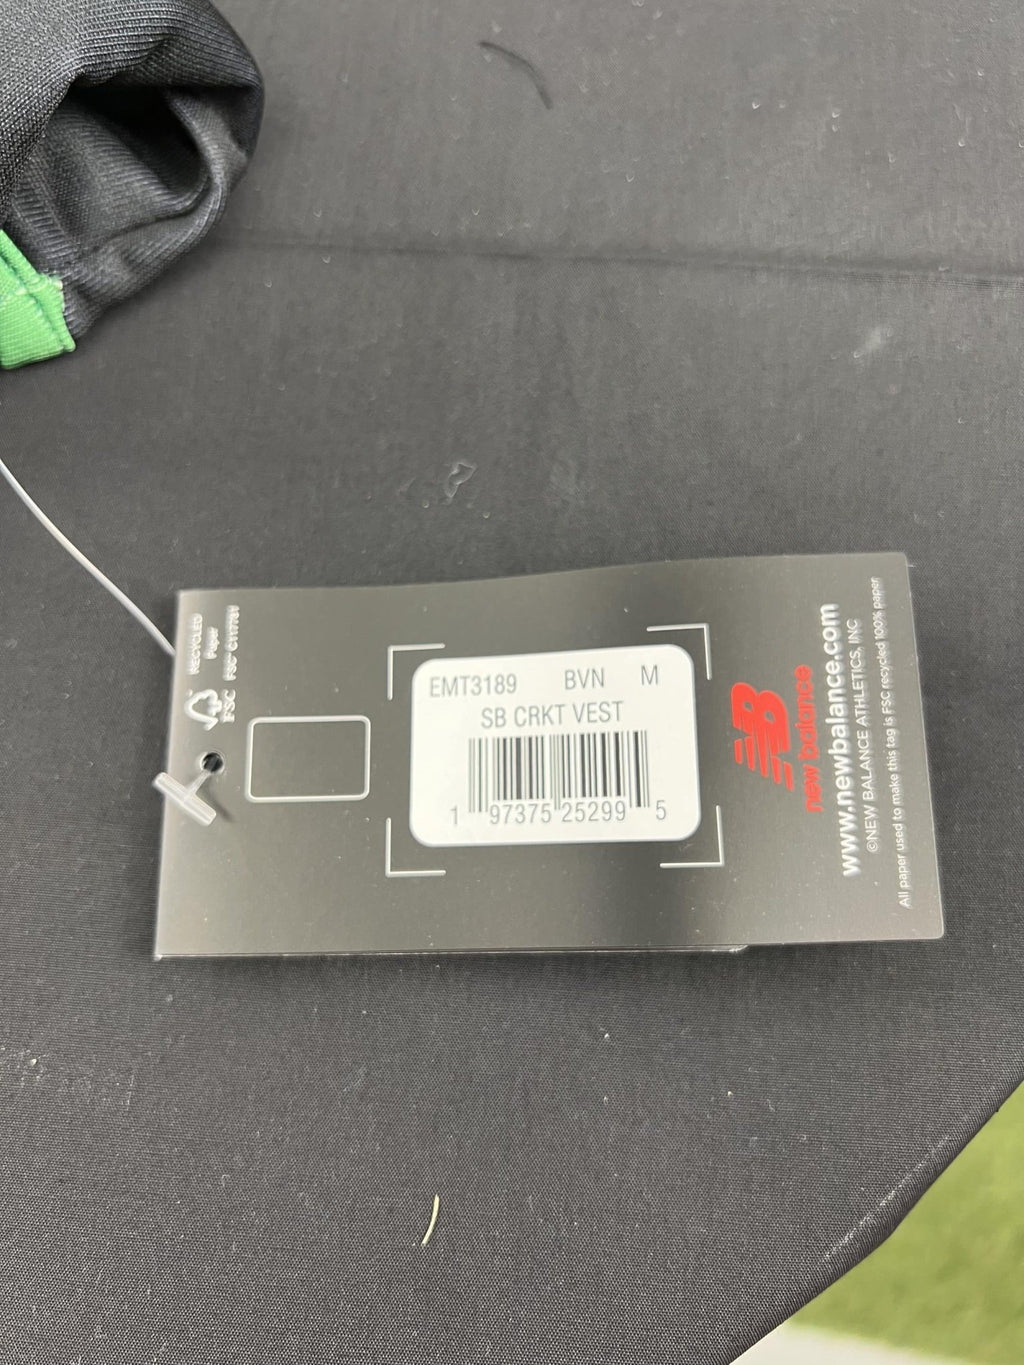 RECYCLED
Paper
FSC
EMT3189 BVN M
SB CRKT VEST
1 97375 25299 5
NB
new balance
www.newbalance.com
©NEW BALANCE ATHLETICS, INC
All paper used to make this tag is FSC recycled 100% paper